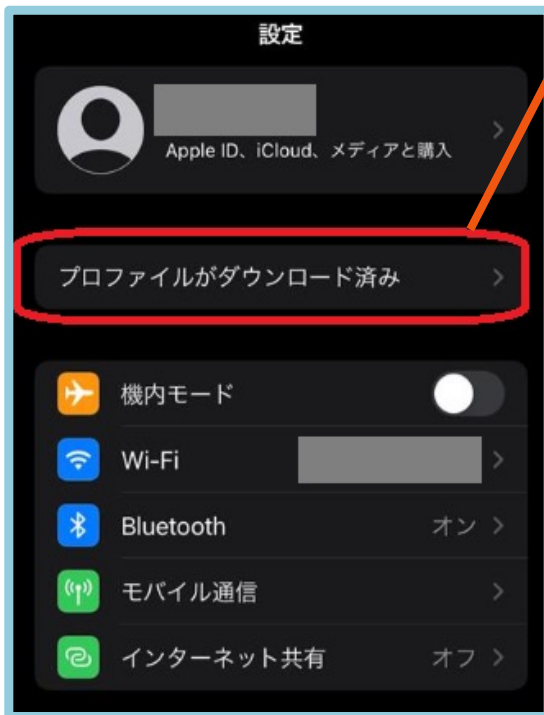 設定
Apple ID、iCloud、メディアと購入
プロファイルがダウンロード済み
機内モード
Wi-Fi
Bluetooth オン
モバイル通信
インターネット共有 オフ